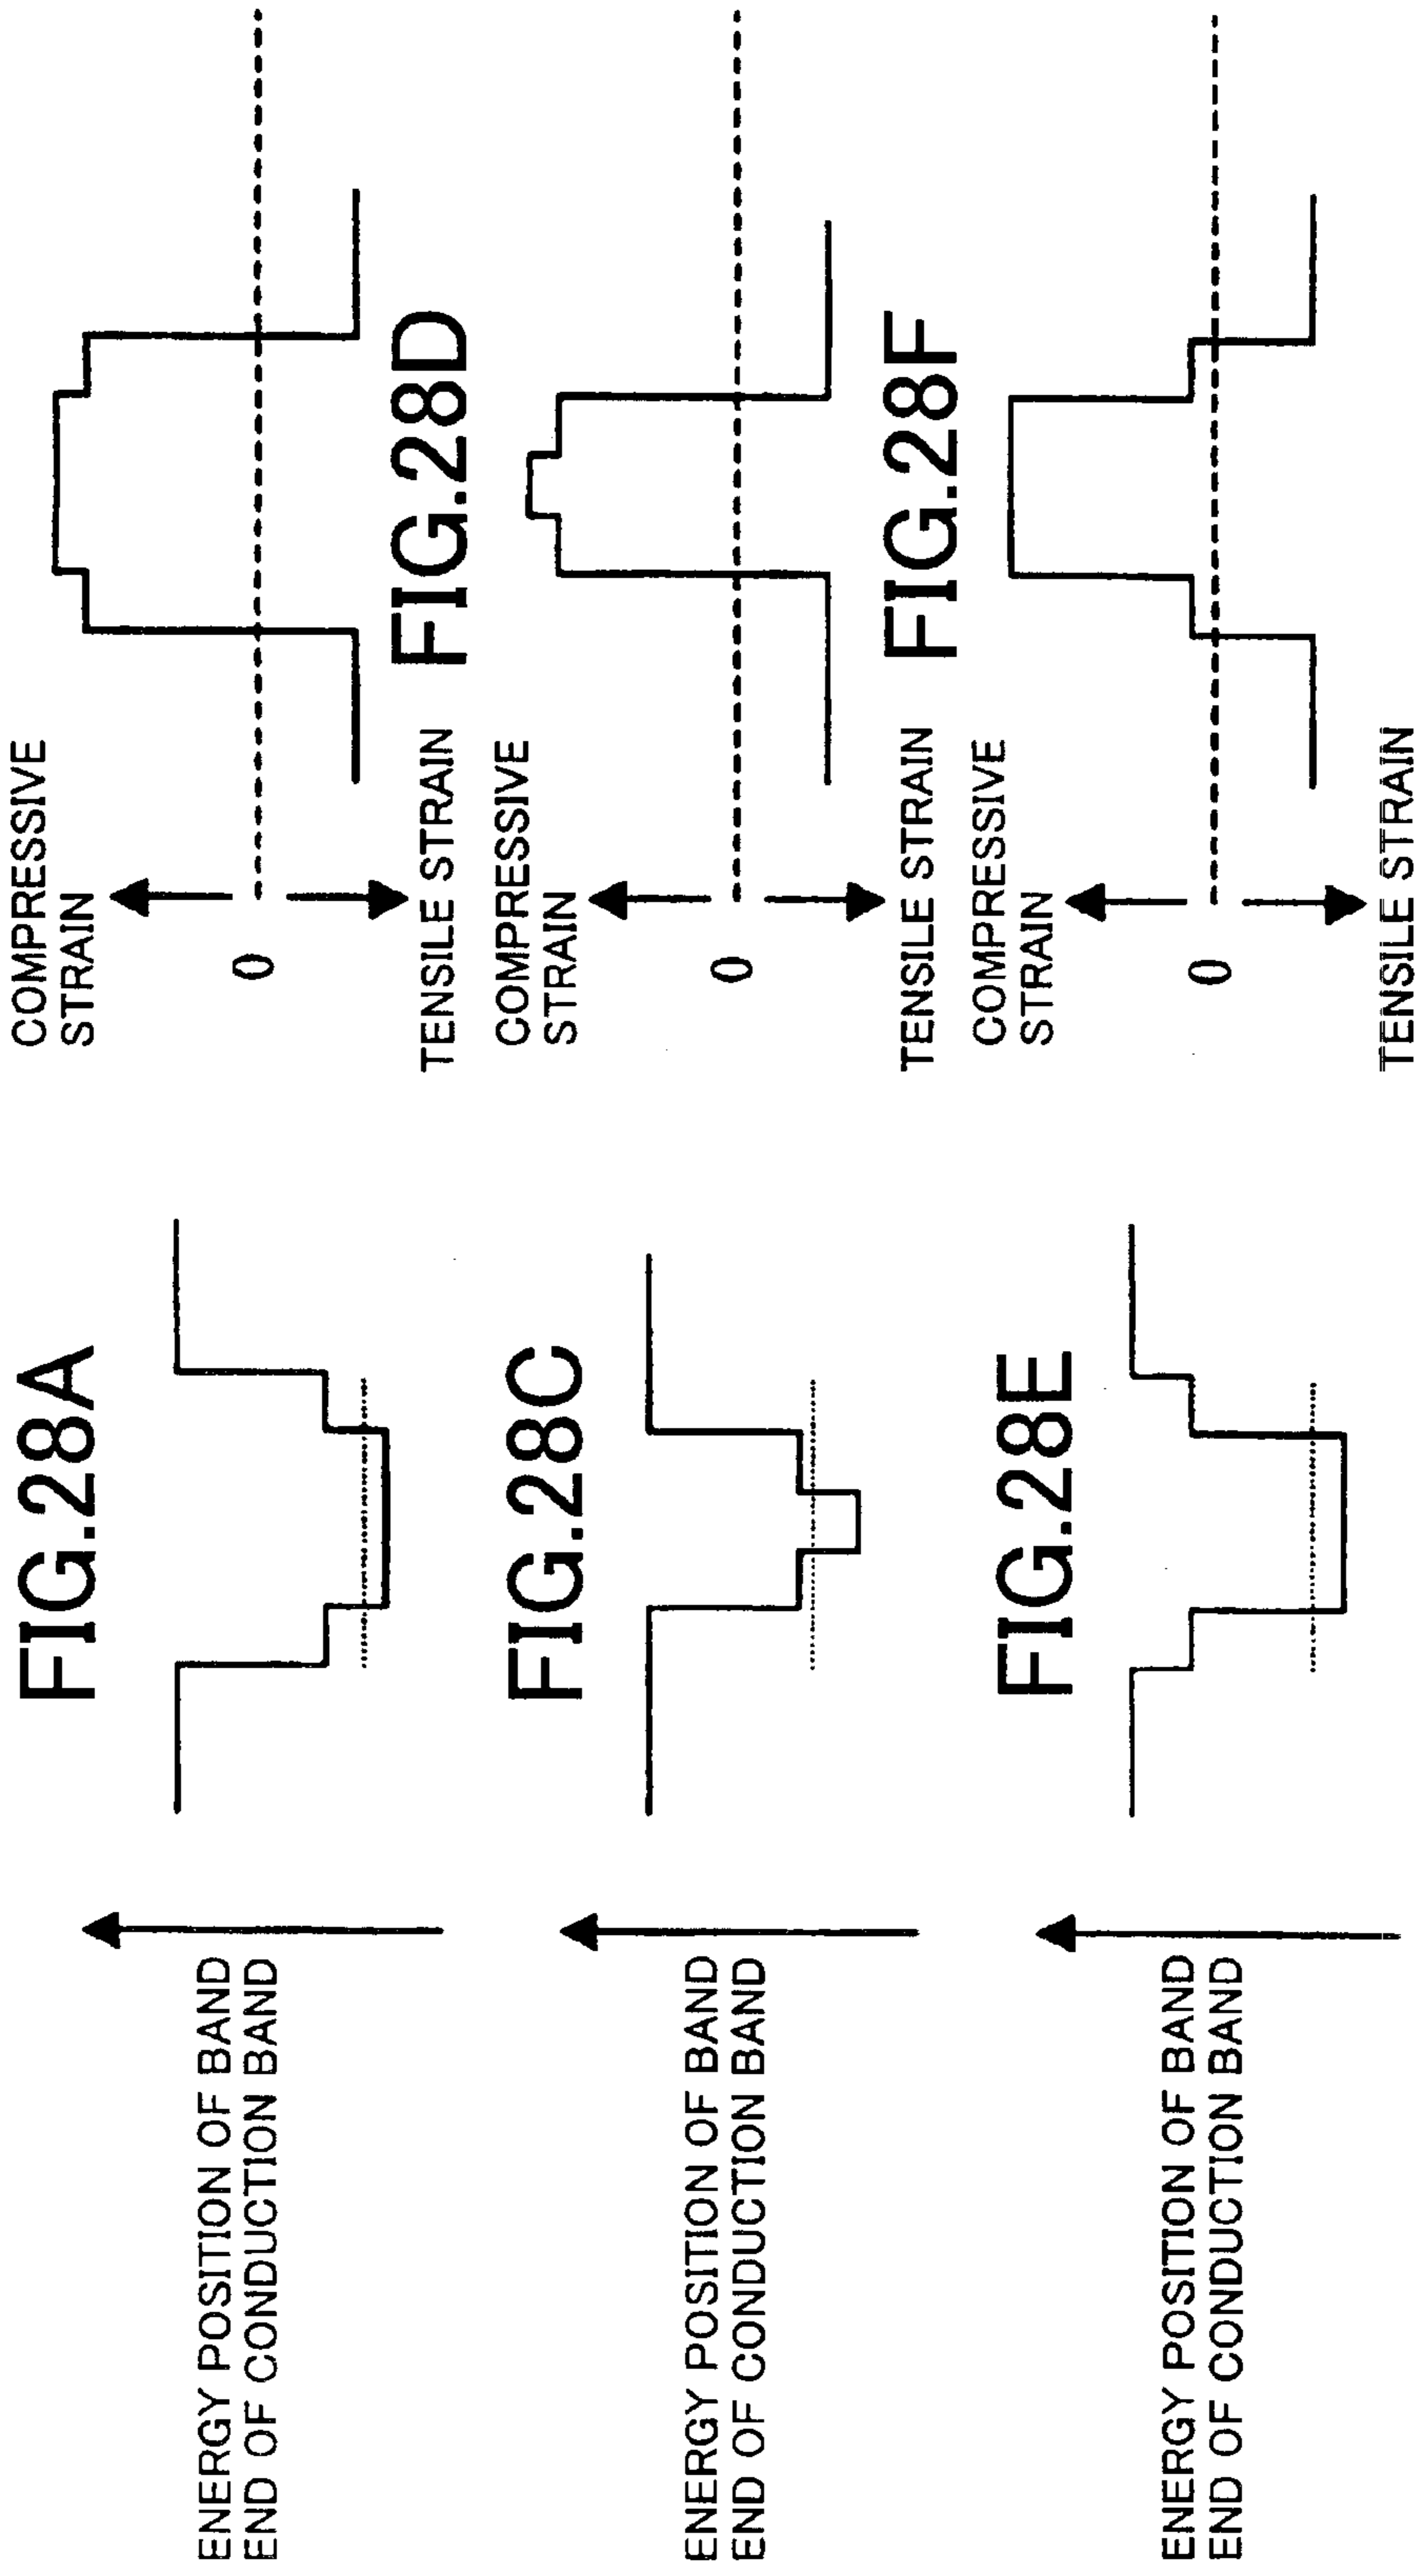 FIG.28A
ENERGY POSITION OF BAND
END OF CONDUCTION BAND
COMPRESSIVE
STRAIN
0
TENSILE STRAIN
FIG.28C
ENERGY POSITION OF BAND
END OF CONDUCTION BAND
FIG.28D
COMPRESSIVE
STRAIN
0
TENSILE STRAIN
FIG.28E
ENERGY POSITION OF BAND
END OF CONDUCTION BAND
FIG.28F
COMPRESSIVE
STRAIN
0
TENSILE STRAIN